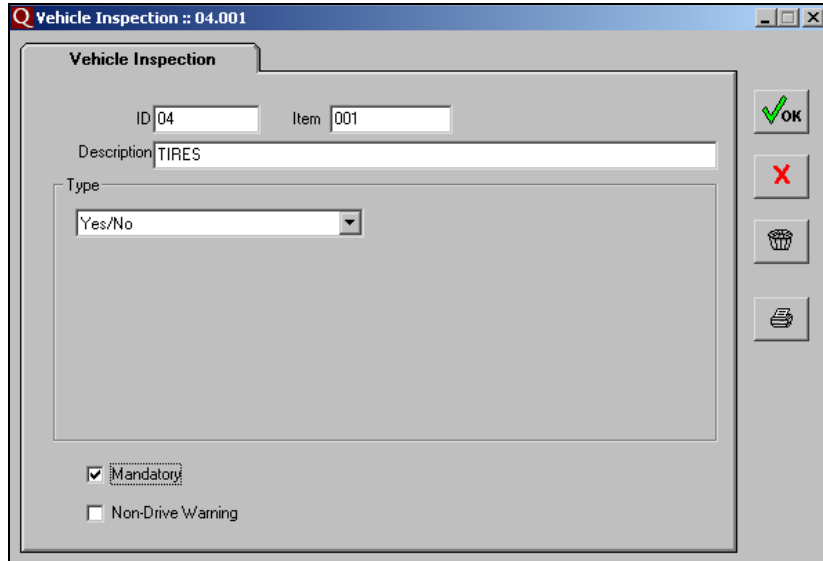 Q Vehicle Inspection :: 04.001
Vehicle Inspection
ID 04 Item 001
Description TIRES
Type
Yes/No
Mandatory
Non-Drive Warning
OK
X